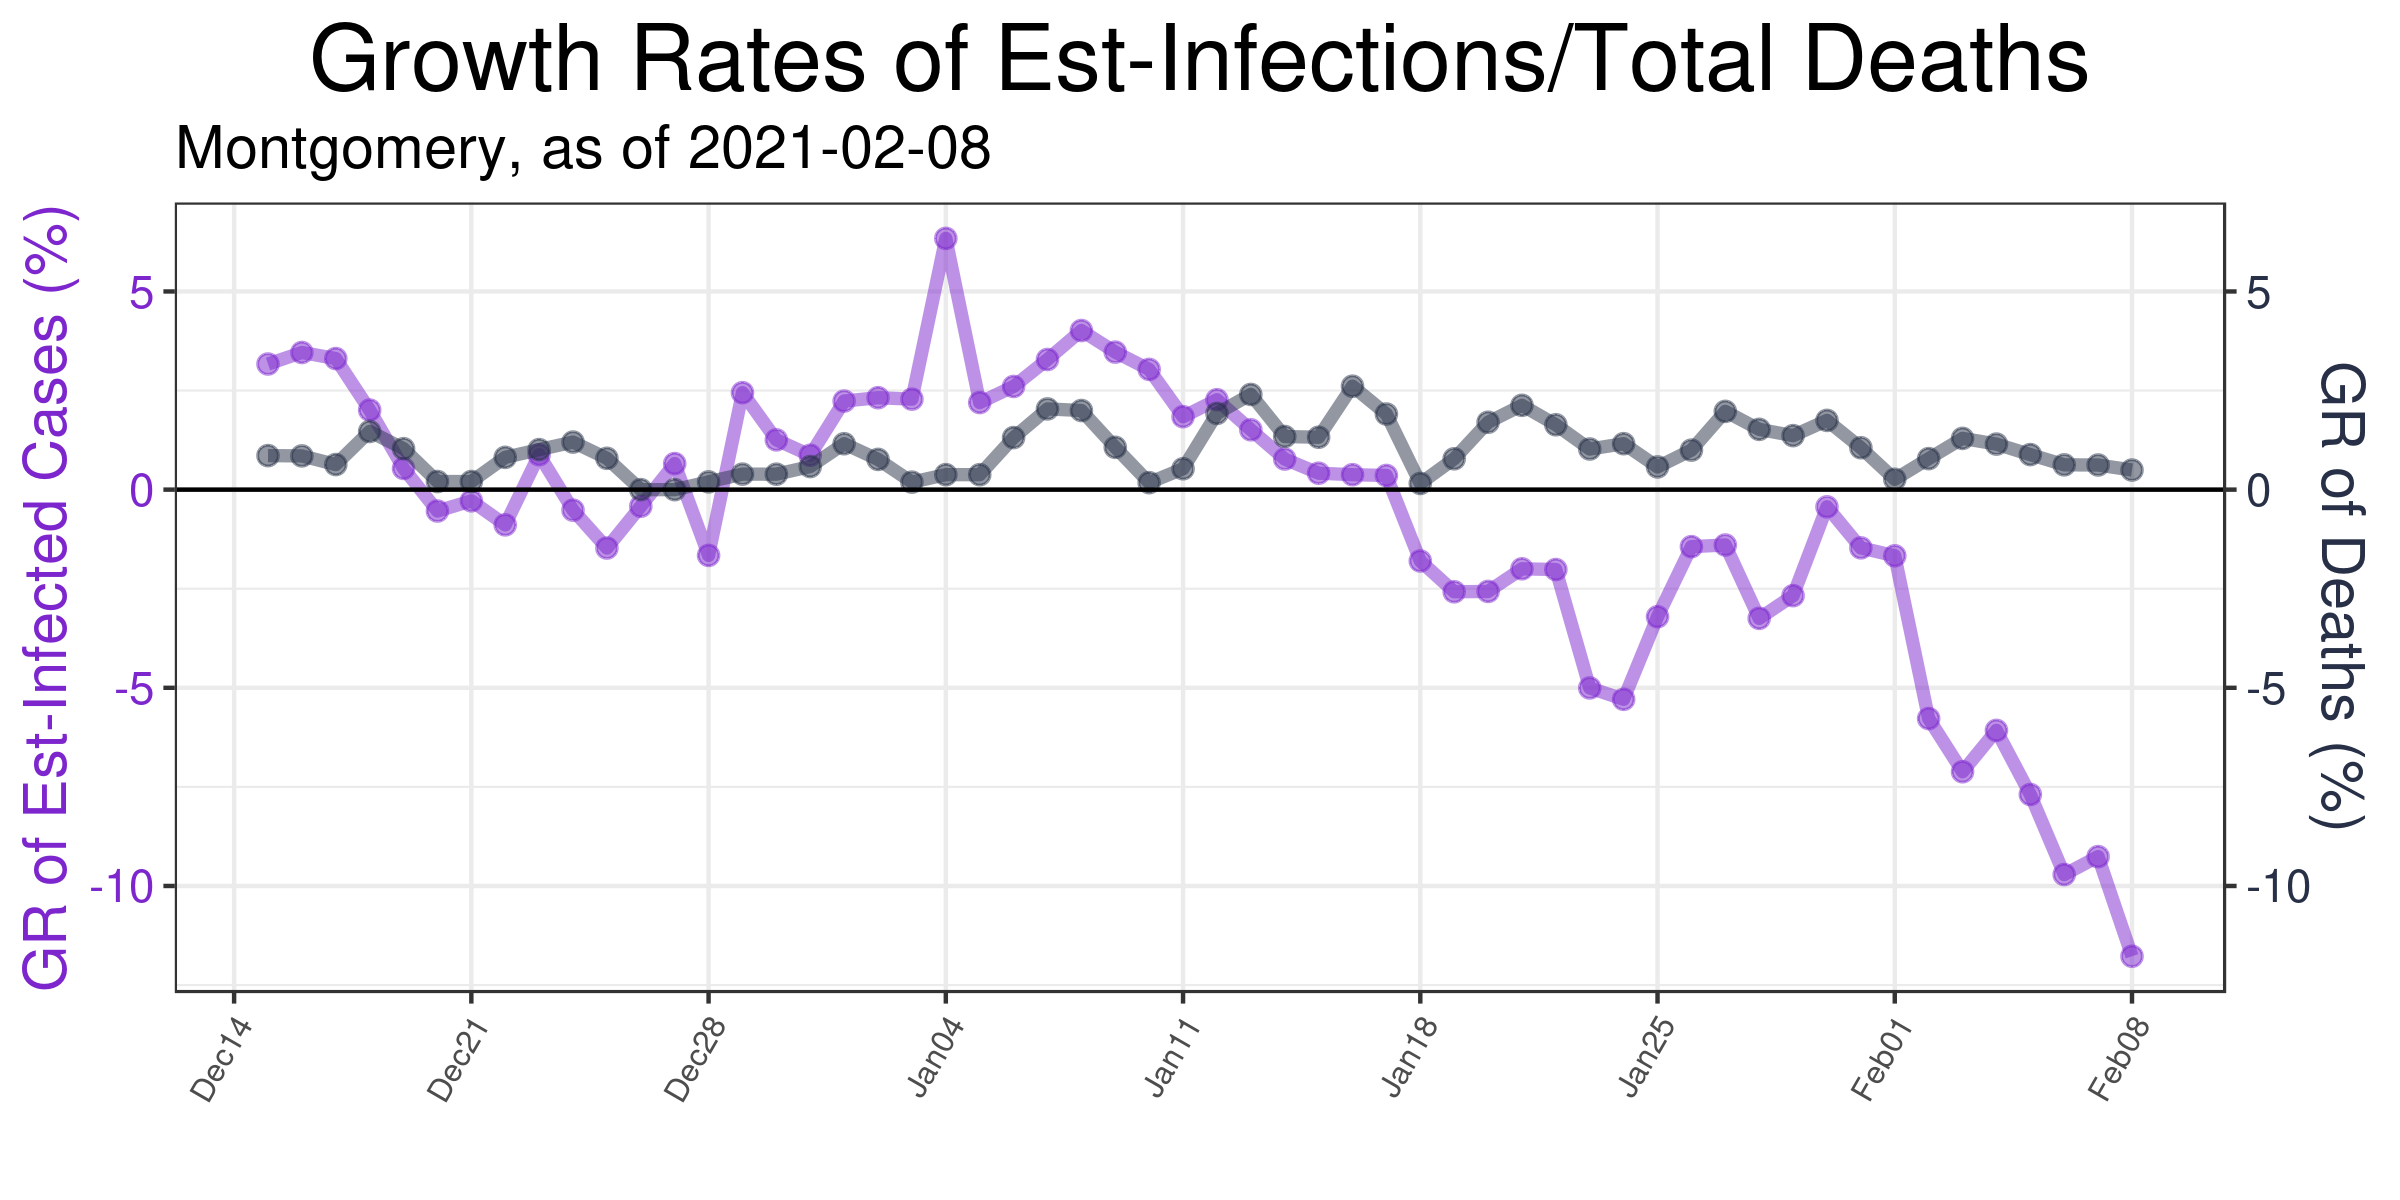 Growth Rates of Est-Infections/Total Deaths
Montgomery, as of 2021-02-08
GR of Est-Infected Cases (%)
5
0
-5
-10
5
0
-5
-10
GR of Deaths (%)
Dec14
Dec21
Dec28
Jan04
Jan11
Jan18
Jan25
Feb01
Feb08